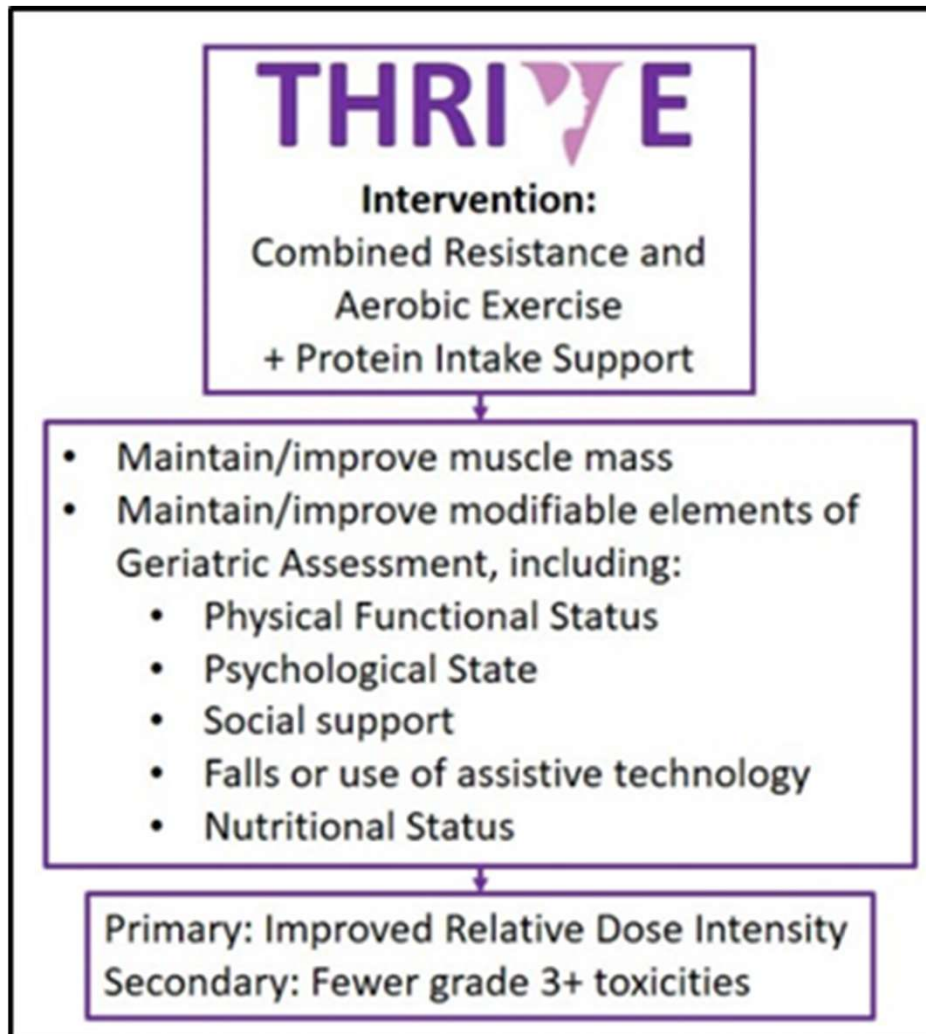 THRIVE
Intervention:
Combined Resistance and
Aerobic Exercise
+ Protein Intake Support
• Maintain/improve muscle mass
• Maintain/improve modifiable elements of
Geriatric Assessment, including:
• Physical Functional Status
• Psychological State
• Social support
• Falls or use of assistive technology
• Nutritional Status
Primary: Improved Relative Dose Intensity
Secondary: Fewer grade 3+ toxicities